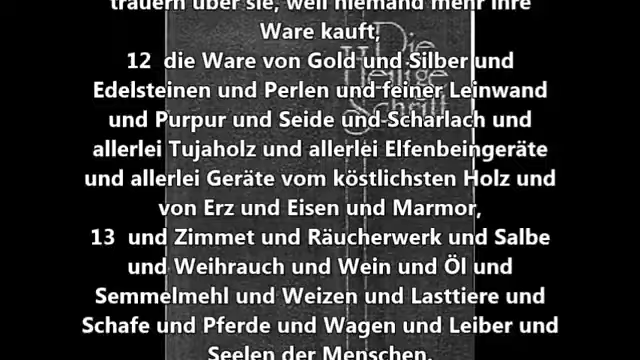 trauern über sie, weil niemand mehr ihre
Ware kauft,
12 die Ware von Gold und Silber und
Edelsteinen und Perlen und feiner Leinwand
und Purpur und Seide und Scharlach und
allerlei Tujaholz und allerlei Elfenbeingeräte
und allerlei Geräte vom köstlichsten Holz und
von Erz und Eisen und Marmor,
13 und Zimmet und Räucherwerk und Salbe
und Weihrauch und Wein und Öl und
Semmelmehl und Weizen und Lasttiere und
Schafe und Pferde und Wagen und Leiber und
Seelen der Menschen.
Die
Heilige
Schrift